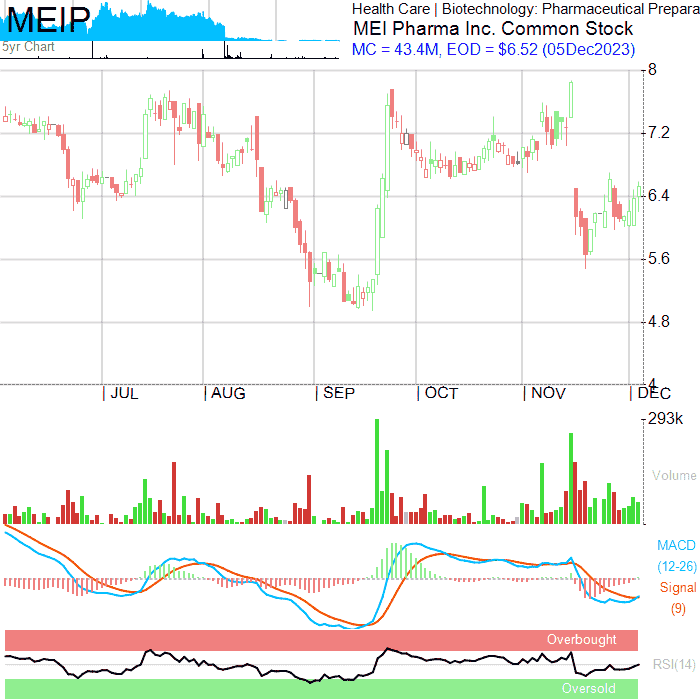 MEIP
5yr Chart
Health Care | Biotechnology: Pharmaceutical Prepara
MEI Pharma Inc. Common Stock
MC = 43.4M, EOD = $6.52 (05Dec2023)
8
7.2
6.4
5.6
4.8
4
JUL AUG SEP OCT NOV DEC
293k
Volume
MACD
(12-26)
Signal
(9)
Overbought
RSI(14)
Oversold